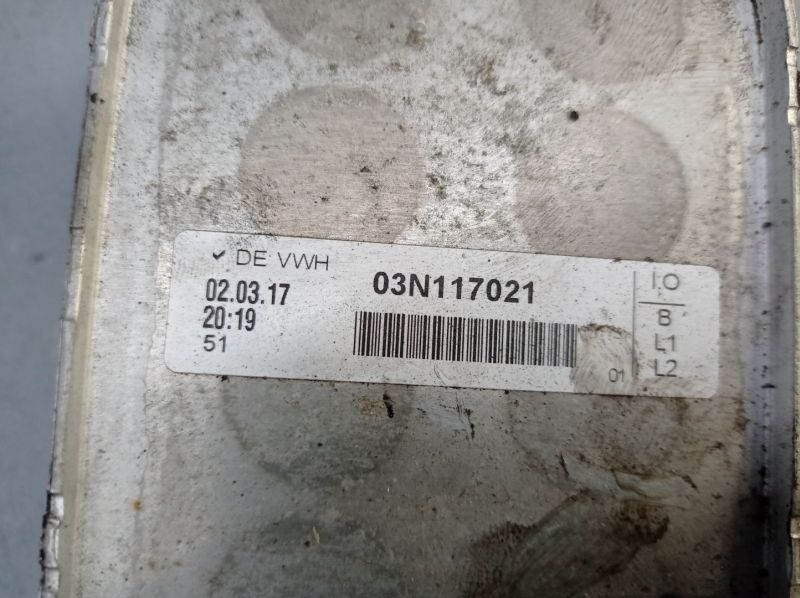 ✓ DE VWH
02.03.17
20:19
51
03N117021
01
I.O
B
L1
L2